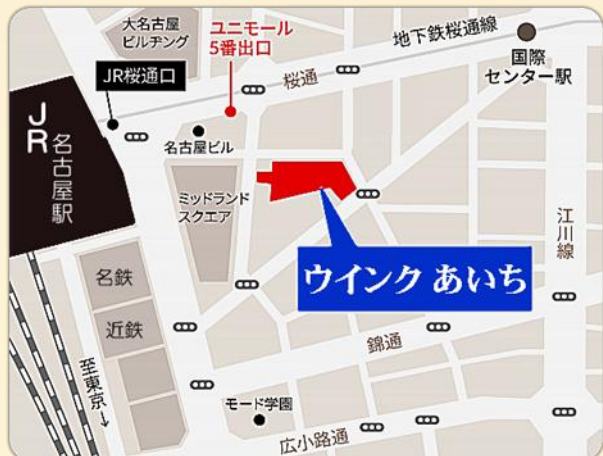 大名古屋
ビルヂング
ユニモール
5番出口
地下鉄桜通線
国際
センター駅
JR桜通口
桜通
JR名古屋駅
名古屋ビル
ミッドランド
スクエア
江川線
ウインク あいち
名鉄
近鉄
錦通
至東京→
モード学園
広小路通